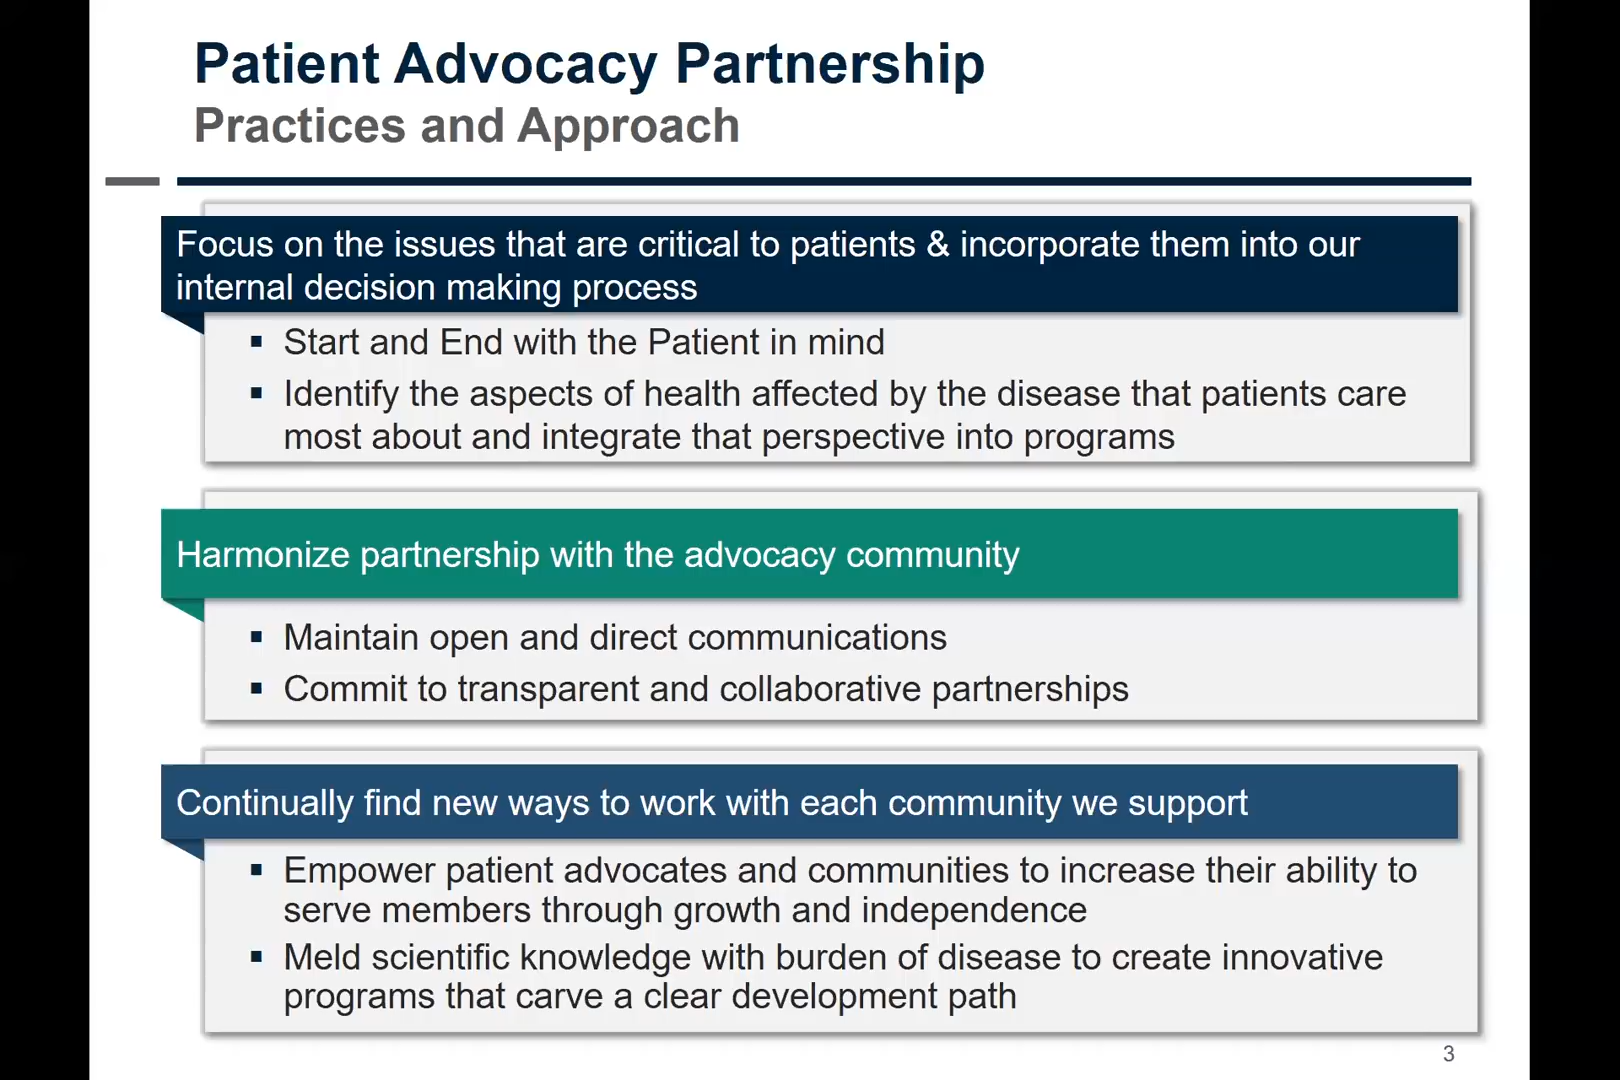 Patient Advocacy Partnership
Practices and Approach
Focus on the issues that are critical to patients & incorporate them into our
internal decision making process
▪ Start and End with the Patient in mind
▪ Identify the aspects of health affected by the disease that patients care
most about and integrate that perspective into programs
Harmonize partnership with the advocacy community
▪ Maintain open and direct communications
▪ Commit to transparent and collaborative partnerships
Continually find new ways to work with each community we support
▪ Empower patient advocates and communities to increase their ability to
serve members through growth and independence
▪ Meld scientific knowledge with burden of disease to create innovative
programs that carve a clear development path
3